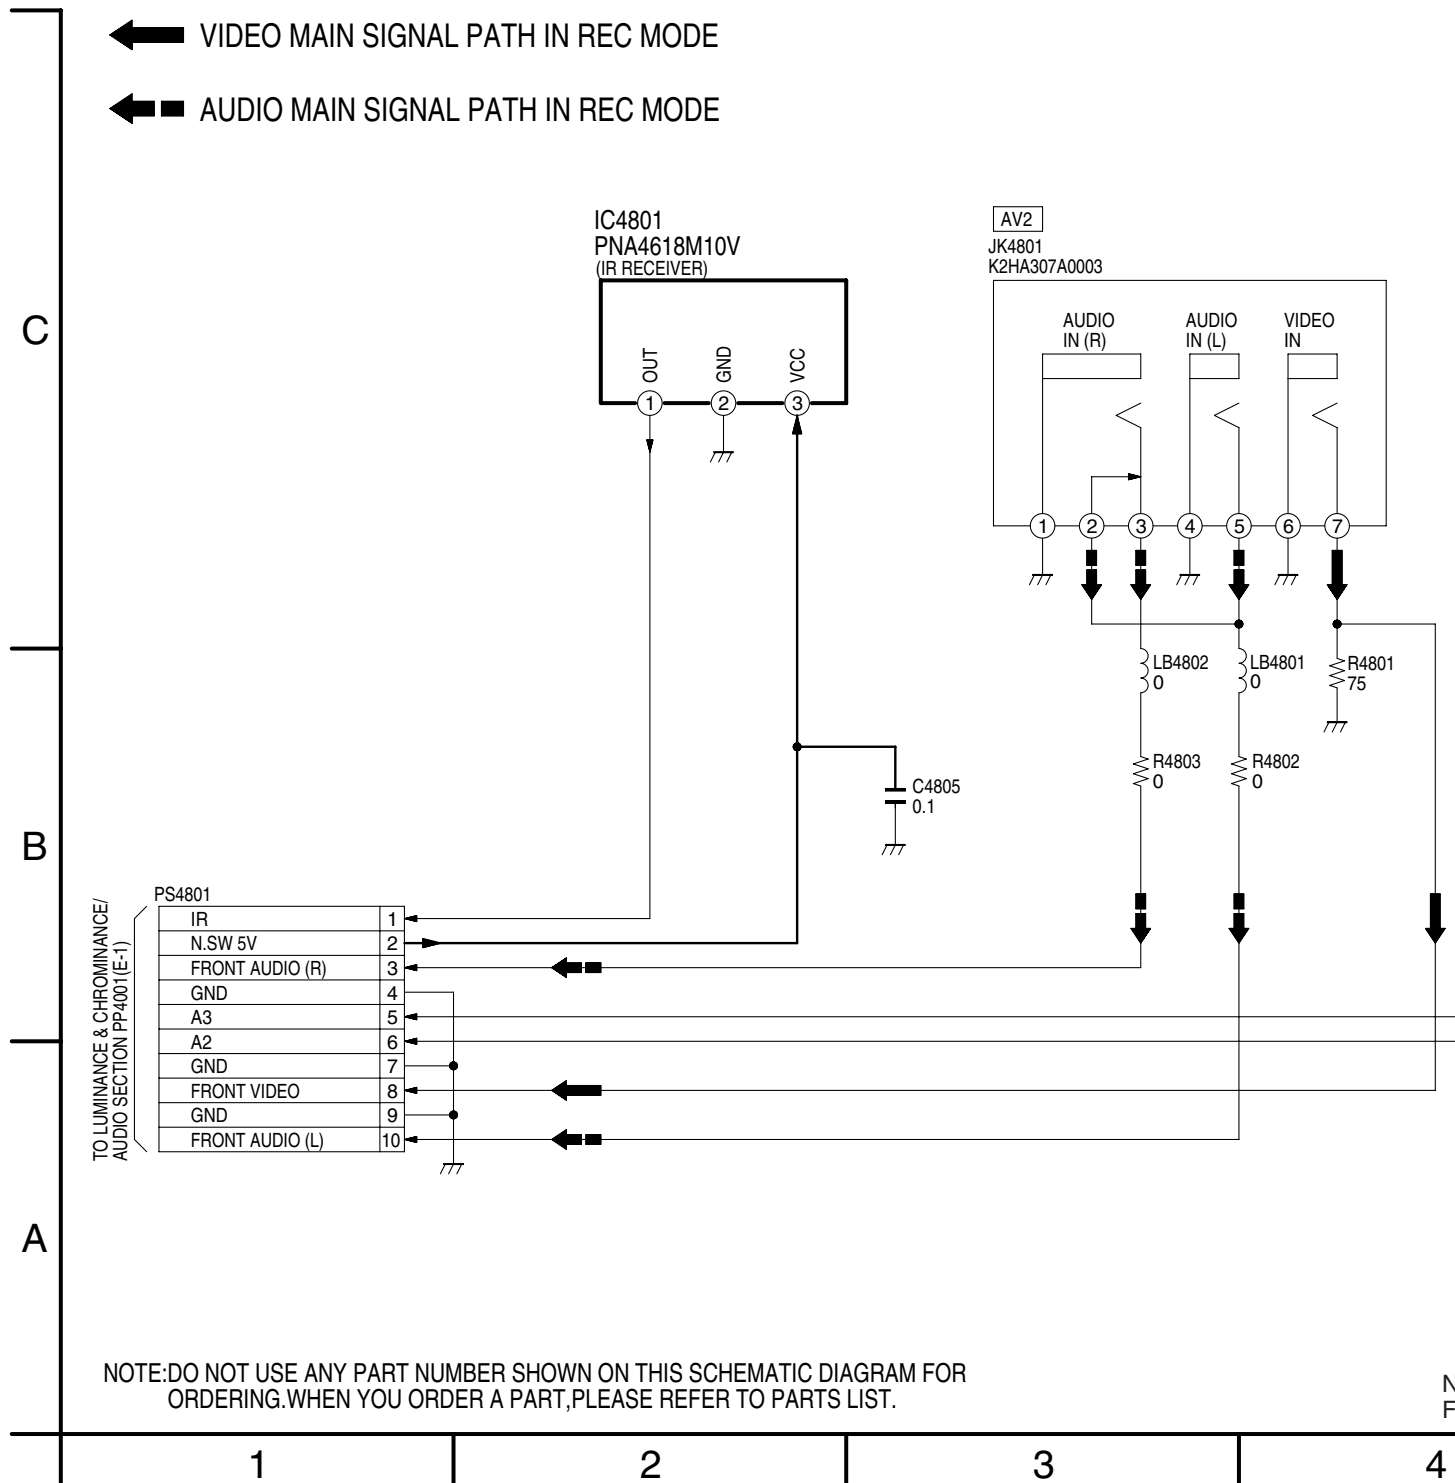 VIDEO MAIN SIGNAL PATH IN REC MODE
AUDIO MAIN SIGNAL PATH IN REC MODE
IC4801
PNA4618M10V
(IR RECEIVER)
OUT
GND
VCC
1
2
3
AV2
JK4801
K2HA307A0003
AUDIO
IN (R)
AUDIO
IN (L)
VIDEO
IN
1
2
3
4
5
6
7
LB4802
0
LB4801
0
R4801
75
R4803
0
R4802
0
C4805
0.1
PS4801
IR 1
N.SW 5V 2
FRONT AUDIO (R) 3
GND 4
A3 5
A2 6
GND 7
FRONT VIDEO 8
GND 9
FRONT AUDIO (L) 10
TO LUMINANCE & CHROMINANCE/
AUDIO SECTION PP4001(E-1)
C
B
A
NOTE:DO NOT USE ANY PART NUMBER SHOWN ON THIS SCHEMATIC DIAGRAM FOR
ORDERING.WHEN YOU ORDER A PART,PLEASE REFER TO PARTS LIST.
N
F
1
2
3
4